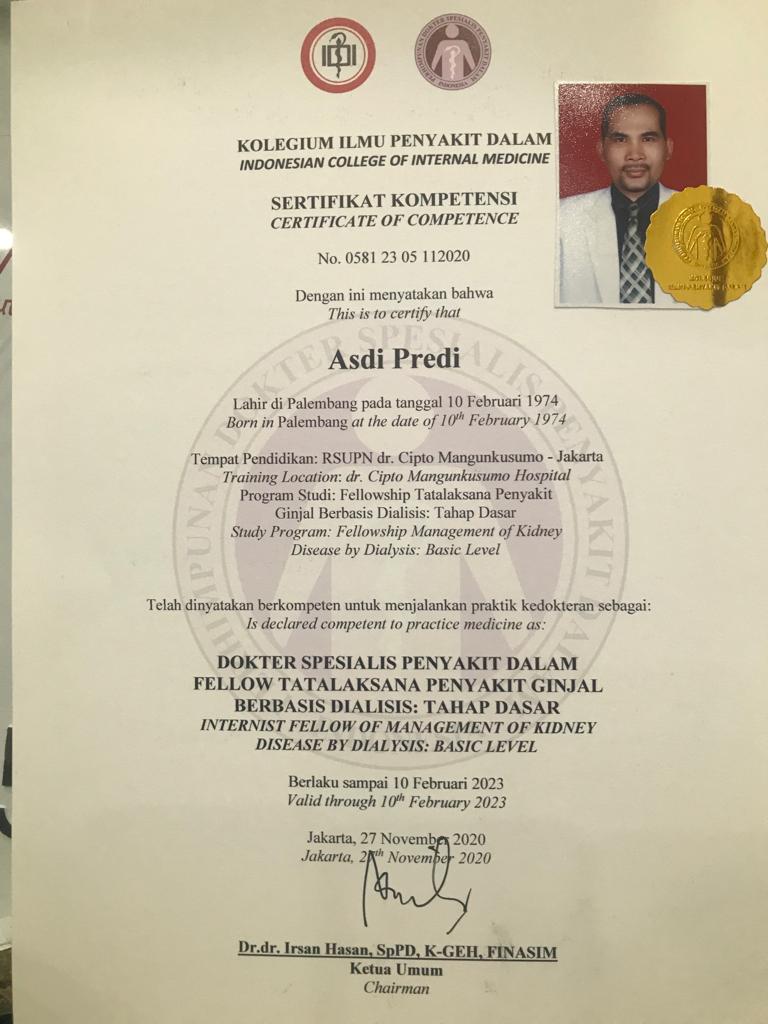 PERHIMPUNAN DOKTER SPESIALIS PENYAKIT DALAM
INDONESIA
KOLEGIUM ILMU PENYAKIT DALAM
INDONESIAN COLLEGE OF INTERNAL MEDICINE
SERTIFIKAT KOMPETENSI
CERTIFICATE OF COMPETENCE
No. 0581 23 05 112020
Dengan ini menyatakan bahwa
This is to certify that
Asdi Predi
Lahir di Palembang pada tanggal 10 Februari 1974
Born in Palembang at the date of 10th February 1974
Tempat Pendidikan: RSUPN dr. Cipto Mangunkusumo - Jakarta
Training Location: dr. Cipto Mangunkusumo Hospital
Program Studi: Fellowship Tatalaksana Penyakit
Ginjal Berbasis Dialisis: Tahap Dasar
Study Program: Fellowship Management of Kidney
Disease by Dialysis: Basic Level
Telah dinyatakan berkompeten untuk menjalankan praktik kedokteran sebagai:
Is declared competent to practice medicine as:
DOKTER SPESIALIS PENYAKIT DALAM
FELLOW TATALAKSANA PENYAKIT GINJAL
BERBASIS DIALISIS: TAHAP DASAR
INTERNIST FELLOW OF MANAGEMENT OF KIDNEY
DISEASE BY DIALYSIS: BASIC LEVEL
Berlaku sampai 10 Februari 2023
Valid through 10th February 2023
Jakarta, 27 November 2020
Jakarta, 27th November 2020
Dr.dr. Irsan Hasan, SpPD, K-GEH, FINASIM
Ketua Umum
Chairman